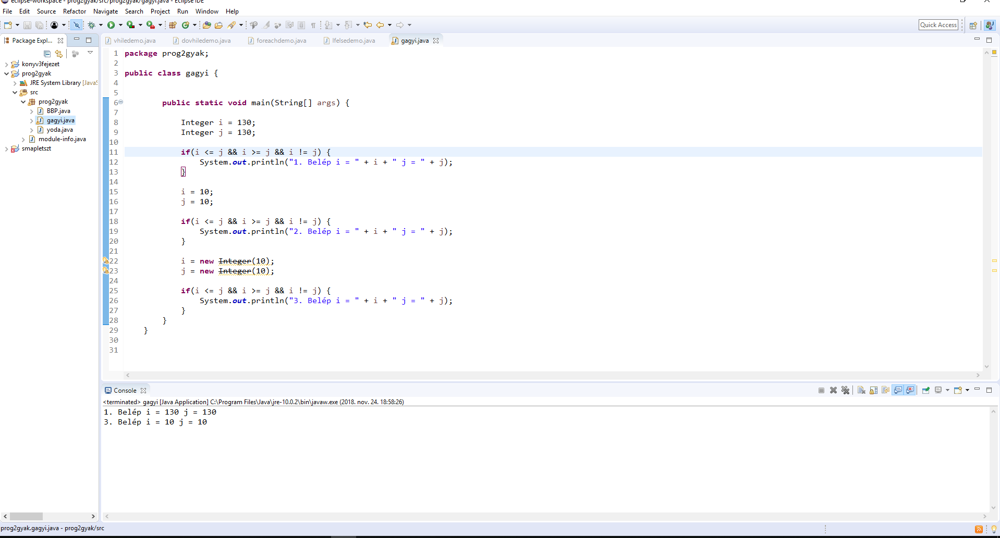 eclipse-workspace - prog2gyak/src/prog2gyak/gagyi.java - Eclipse IDE
File Edit Source Refactor Navigate Search Project Run Window Help
Quick Access
Package Expl...
vhiledemo.java dovhiledemo.java foreachdemo.java Ifelsedemo.java gagyi.java
konyv3fejezet
prog2gyak
JRE System Library [JavaS
src
prog2gyak
BBP.java
gagyi.java
yoda.java
module-info.java
smapletszt
1 package prog2gyak;
2
3 public class gagyi {
4
5
6 public static void main(String[] args) {
7
8 Integer i = 130;
9 Integer j = 130;
10
11 if(i <= j && i >= j && i != j) {
12 System.out.println("1. Belép i = " + i + " j = " + j);
13 }
14
15 i = 10;
16 j = 10;
17
18 if(i <= j && i >= j && i != j) {
19 System.out.println("2. Belép i = " + i + " j = " + j);
20 }
21
22 i = new Integer(10);
23 j = new Integer(10);
24
25 if(i <= j && i >= j && i != j) {
26 System.out.println("3. Belép i = " + i + " j = " + j);
27 }
28 }
29 }
30
31
Console
<terminated> gagyi [Java Application] C:\Program Files\Java\jre-10.0.2\bin\javaw.exe (2018. nov. 24. 18:58:26)
1. Belép i = 130 j = 130
3. Belép i = 10 j = 10
prog2gyak.gagyi.java - prog2gyak/src